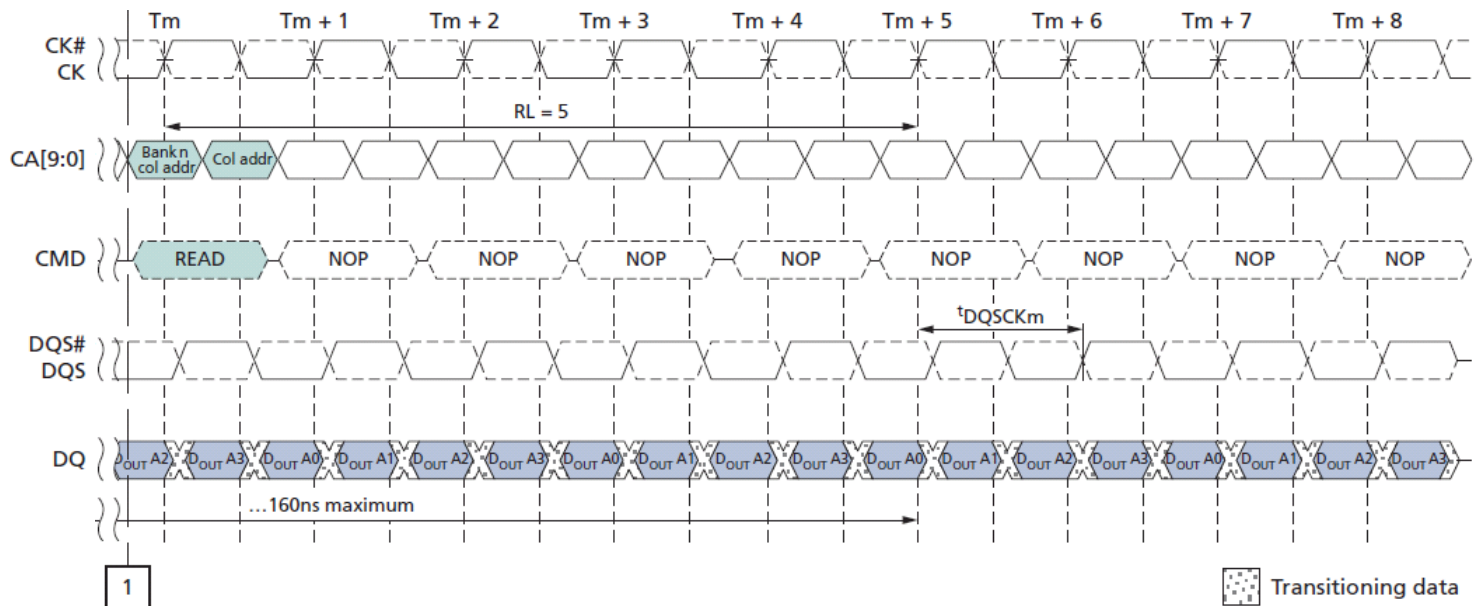 Tm Tm + 1 Tm + 2 Tm + 3 Tm + 4 Tm + 5 Tm + 6 Tm + 7 Tm + 8
CK#
CK
RL = 5
CA[9:0] Bank n col addr Col addr
CMD READ NOP NOP NOP NOP NOP NOP NOP NOP
tDQSCKm
DQS#
DQS
DQ DOUT A2 DOUT A3 DOUT A0 DOUT A1 DOUT A2 DOUT A3 DOUT A0 DOUT A1 DOUT A2 DOUT A3 DOUT A0 DOUT A1 DOUT A2 DOUT A3 DOUT A0 DOUT A1 DOUT A2 DOUT A3
…160ns maximum
1
Transitioning data